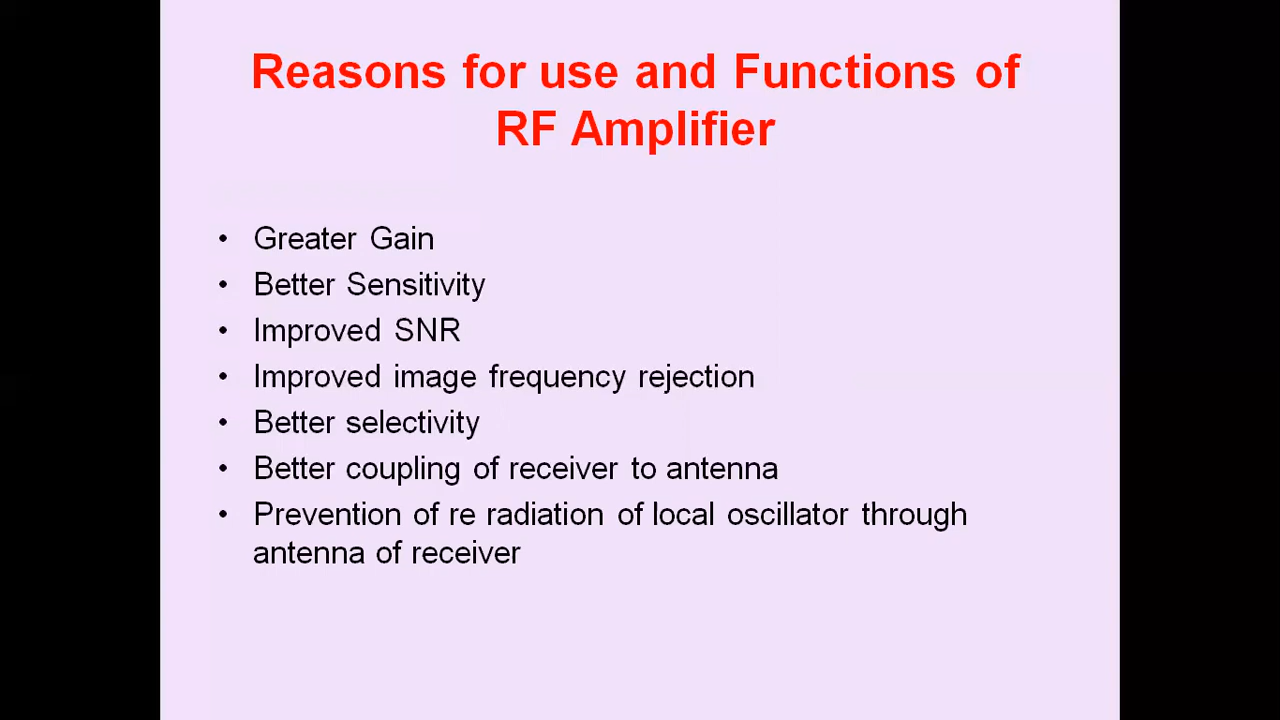 Reasons for use and Functions of
RF Amplifier
• Greater Gain
• Better Sensitivity
• Improved SNR
• Improved image frequency rejection
• Better selectivity
• Better coupling of receiver to antenna
• Prevention of re radiation of local oscillator through
antenna of receiver